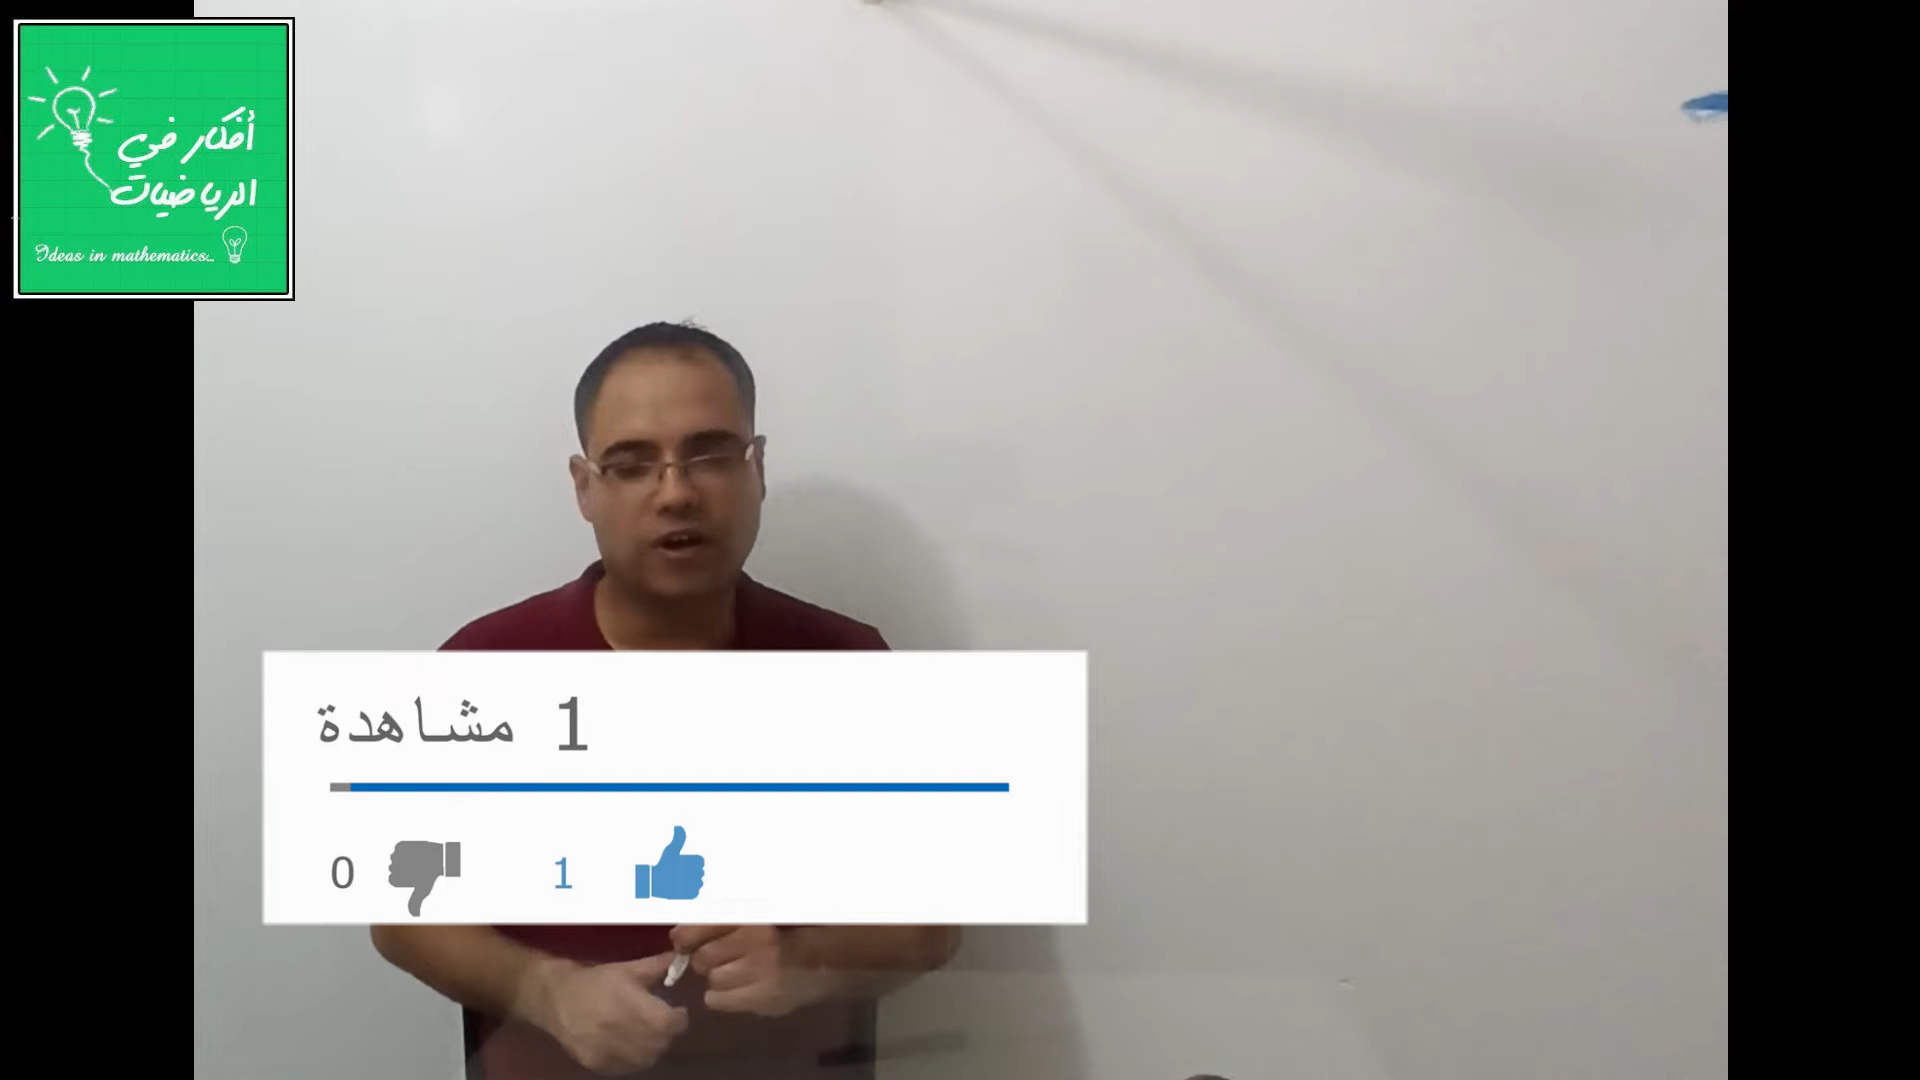 أفكار في
الرياضيات
Ideas in mathematics...
1 مشاهدة
0 1